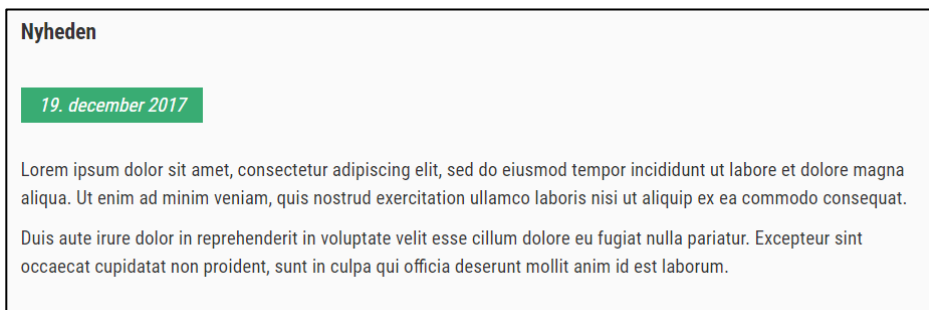 Nyheden
19. december 2017
Lorem ipsum dolor sit amet, consectetur adipiscing elit, sed do eiusmod tempor incididunt ut labore et dolore magna
aliqua. Ut enim ad minim veniam, quis nostrud exercitation ullamco laboris nisi ut aliquip ex ea commodo consequat.
Duis aute irure dolor in reprehenderit in voluptate velit esse cillum dolore eu fugiat nulla pariatur. Excepteur sint
occaecat cupidatat non proident, sunt in culpa qui officia deserunt mollit anim id est laborum.